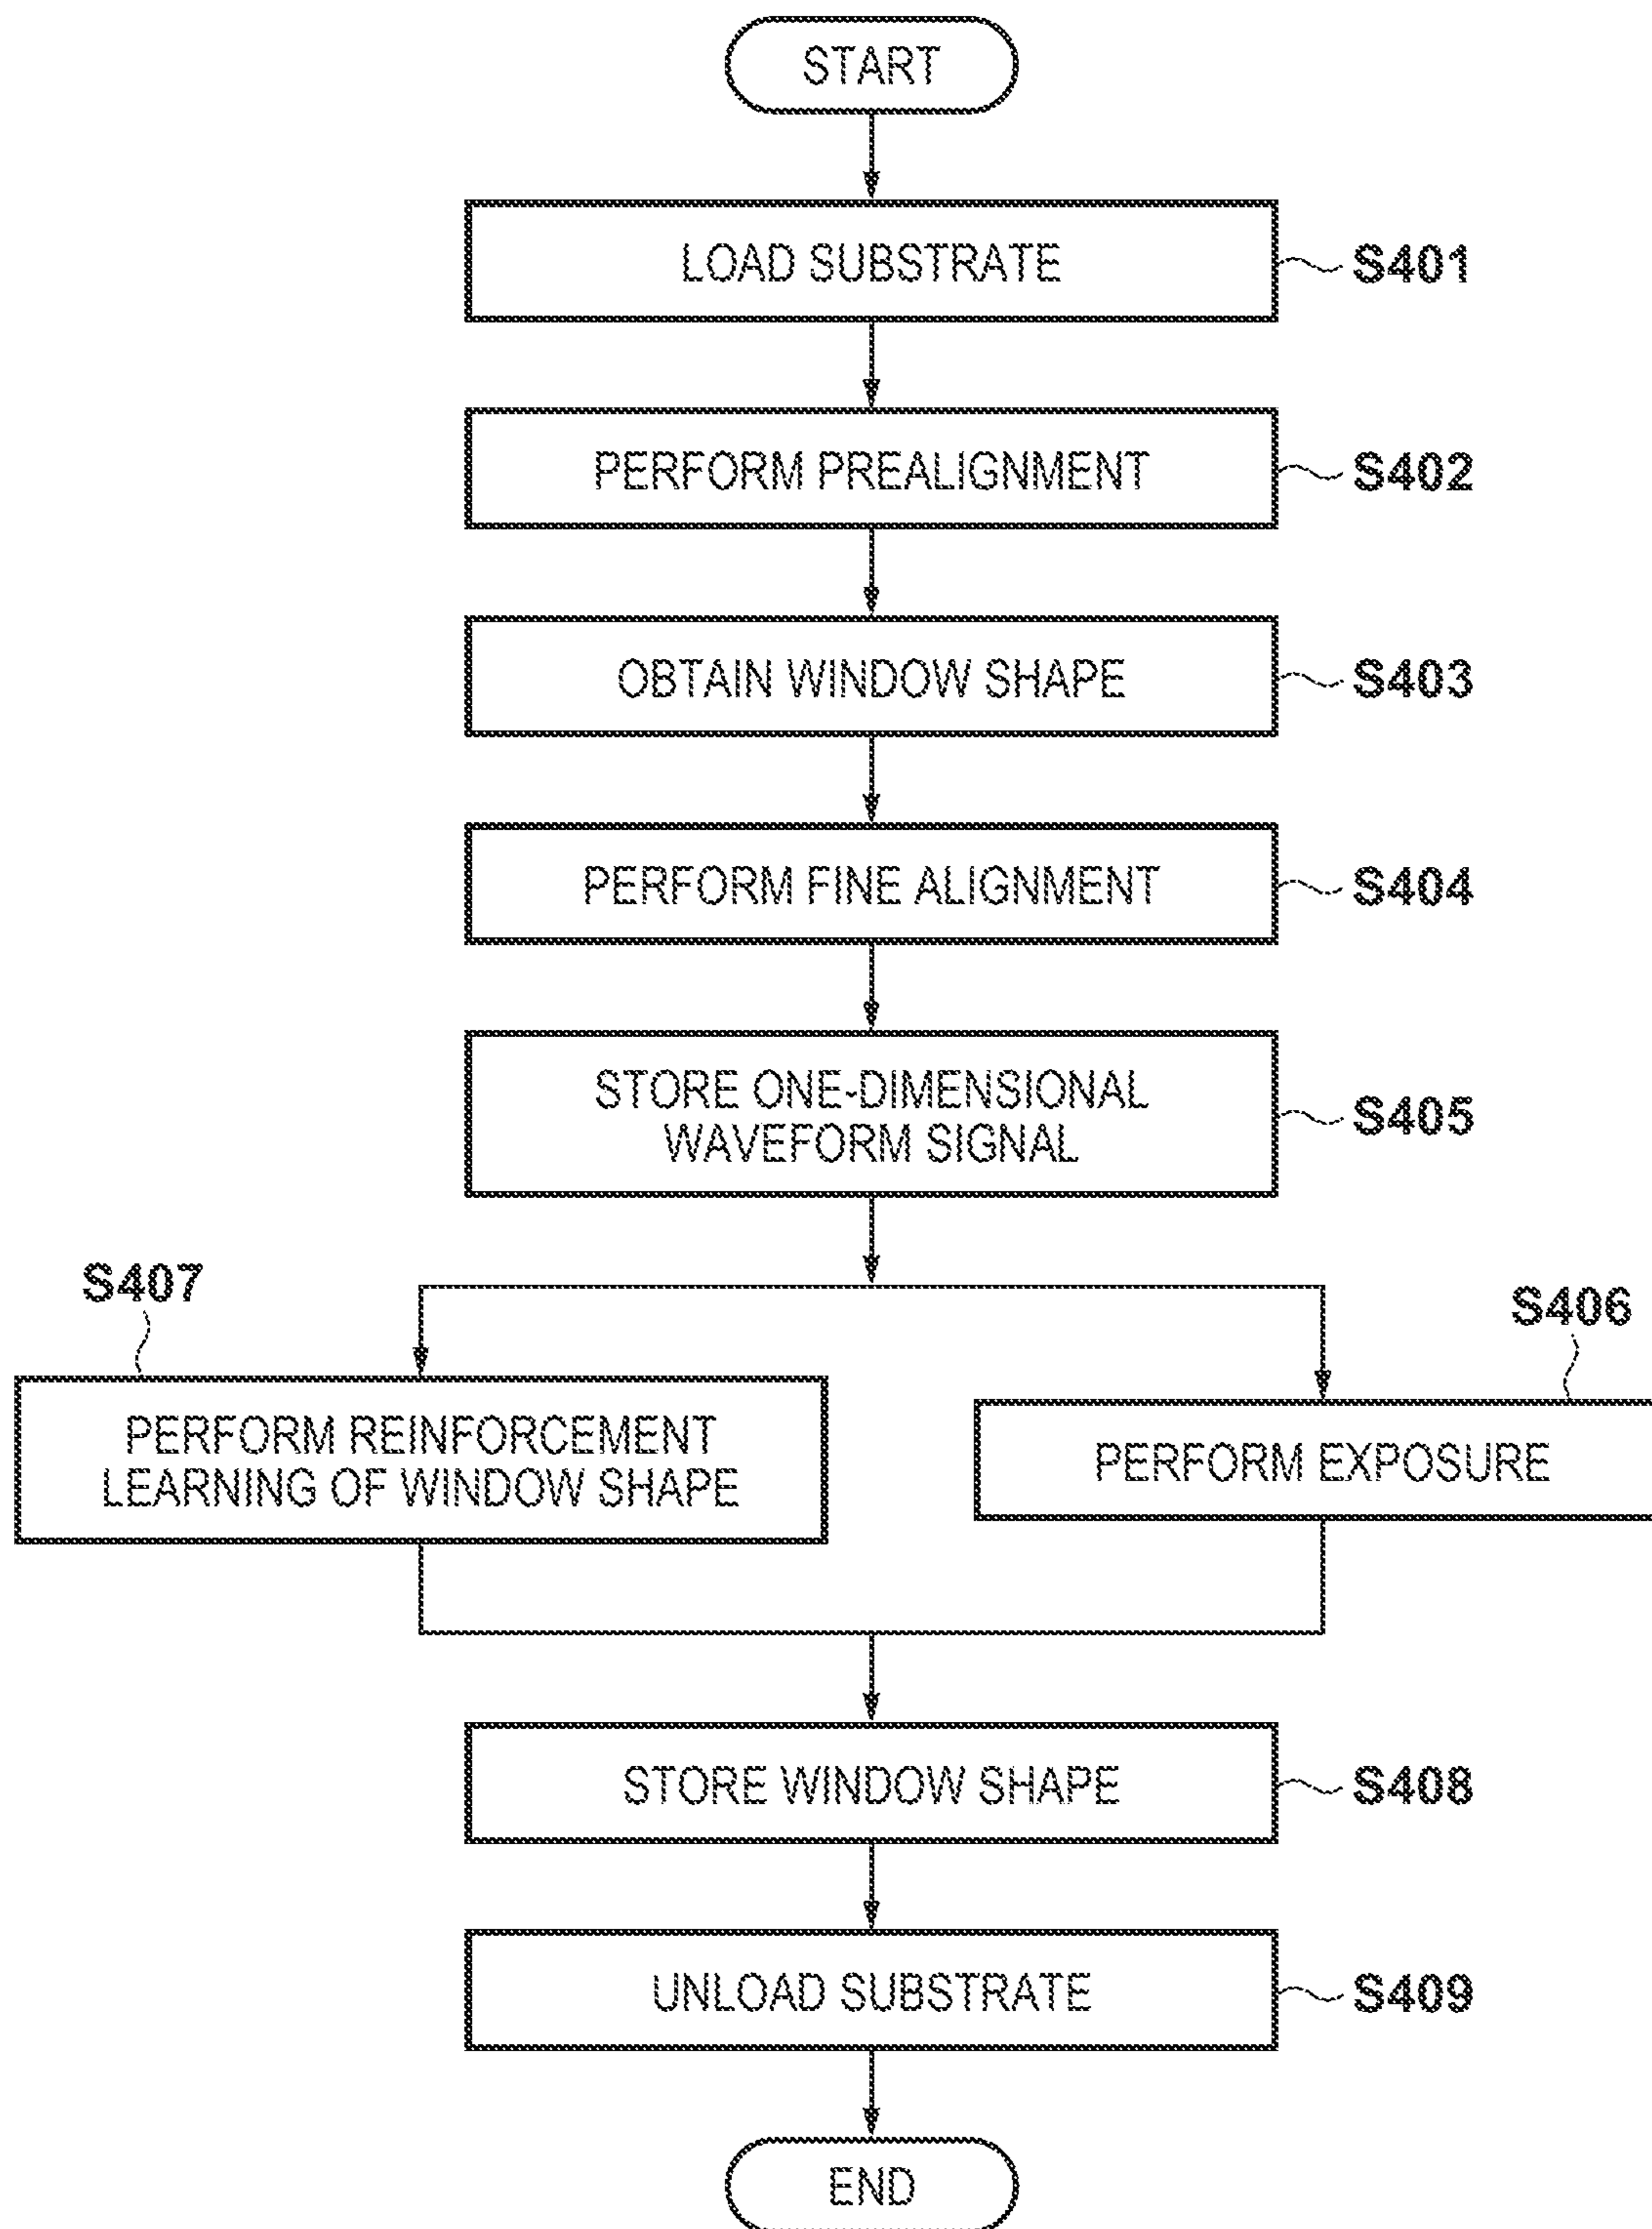 START
LOAD SUBSTRATE
S401
PERFORM PREALIGNMENT
S402
OBTAIN WINDOW SHAPE
S403
PERFORM FINE ALIGNMENT
S404
STORE ONE-DIMENSIONAL
WAVEFORM SIGNAL
S405
S407
PERFORM REINFORCEMENT
LEARNING OF WINDOW SHAPE
S406
PERFORM EXPOSURE
STORE WINDOW SHAPE
S408
UNLOAD SUBSTRATE
S409
END